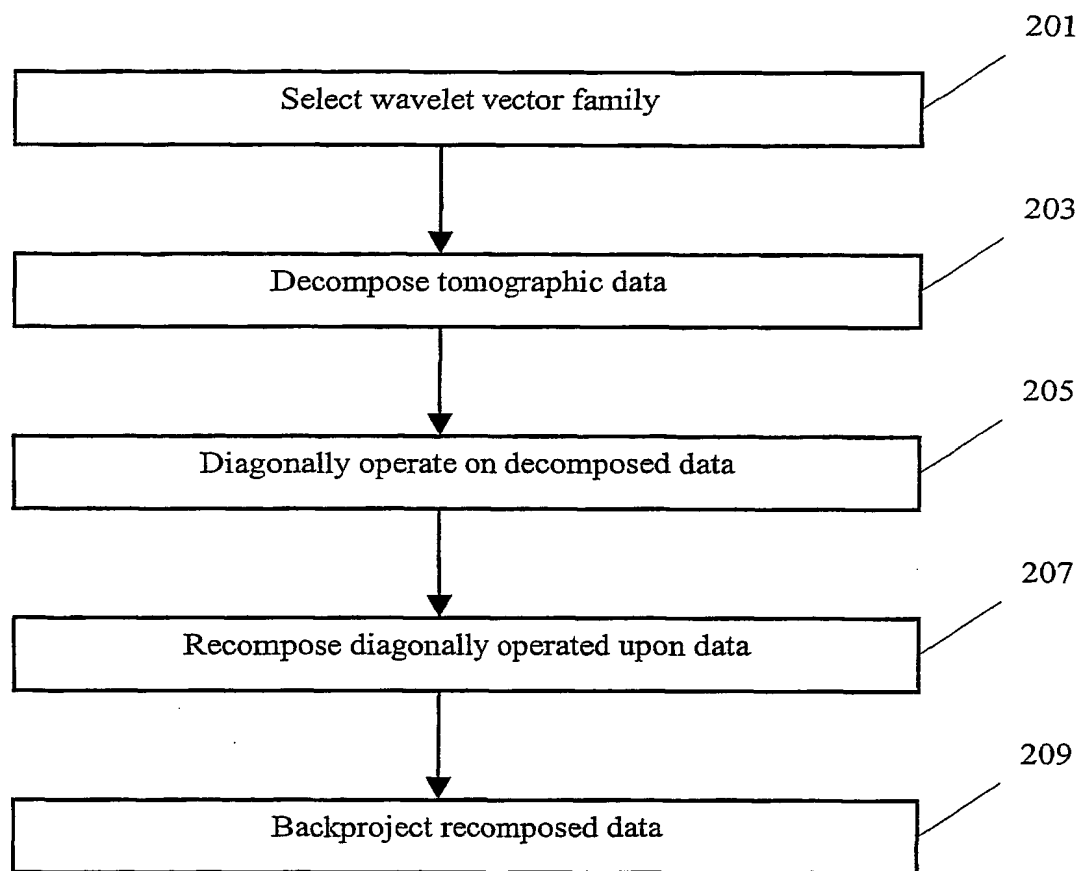 201
Select wavelet vector family
203
Decompose tomographic data
205
Diagonally operate on decomposed data
207
Recompose diagonally operated upon data
209
Backproject recomposed data